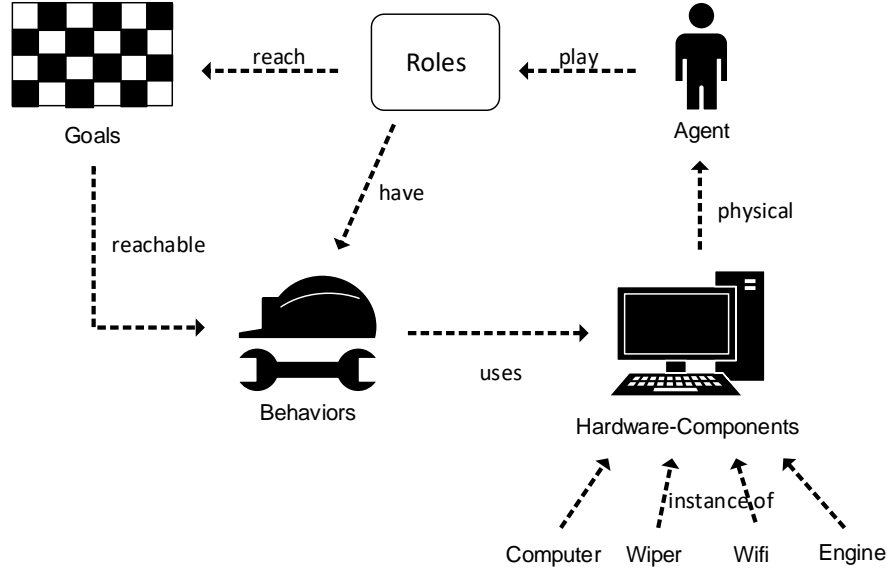 reach
Roles
play
Goals
Agent
have
physical
reachable
uses
Behaviors
Hardware-Components
instance of
Computer
Wiper
Wifi
Engine